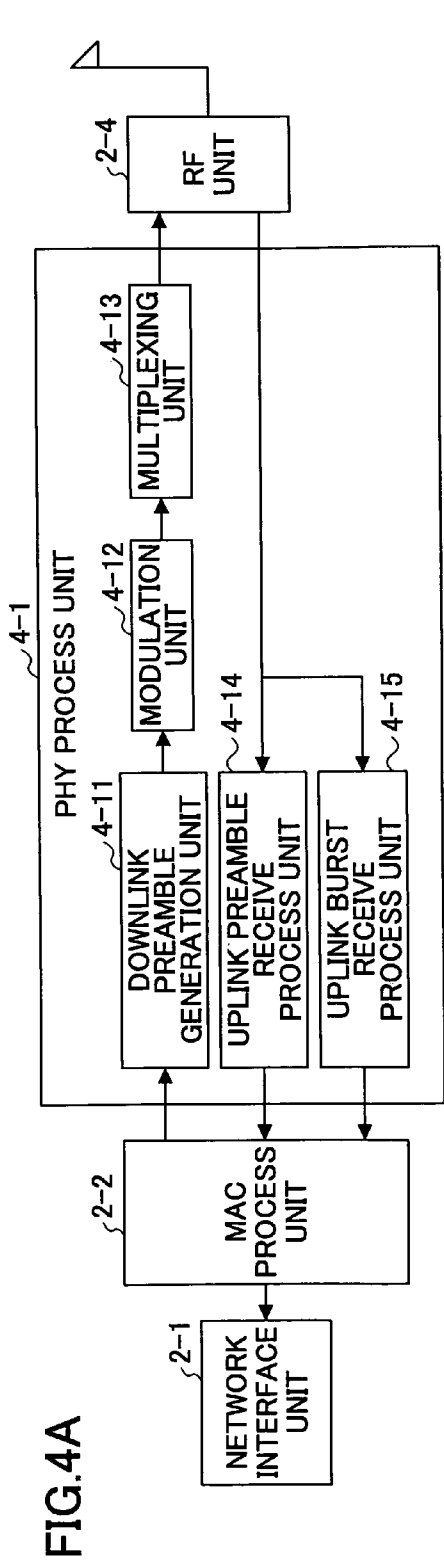 FIG.4A
2-1
NETWORK
INTERFACE
UNIT
2-2
MAC
PROCESS
UNIT
4-1
PHY PROCESS UNIT
4-11
DOWNLINK
PREAMBLE
GENERATION UNIT
4-12
MODULATION
UNIT
4-13
MULTIPLEXING
UNIT
4-14
UPLINK PREAMBLE
RECEIVE
PROCESS UNIT
4-15
UPLINK BURST
RECEIVE
PROCESS UNIT
2-4
RF
UNIT